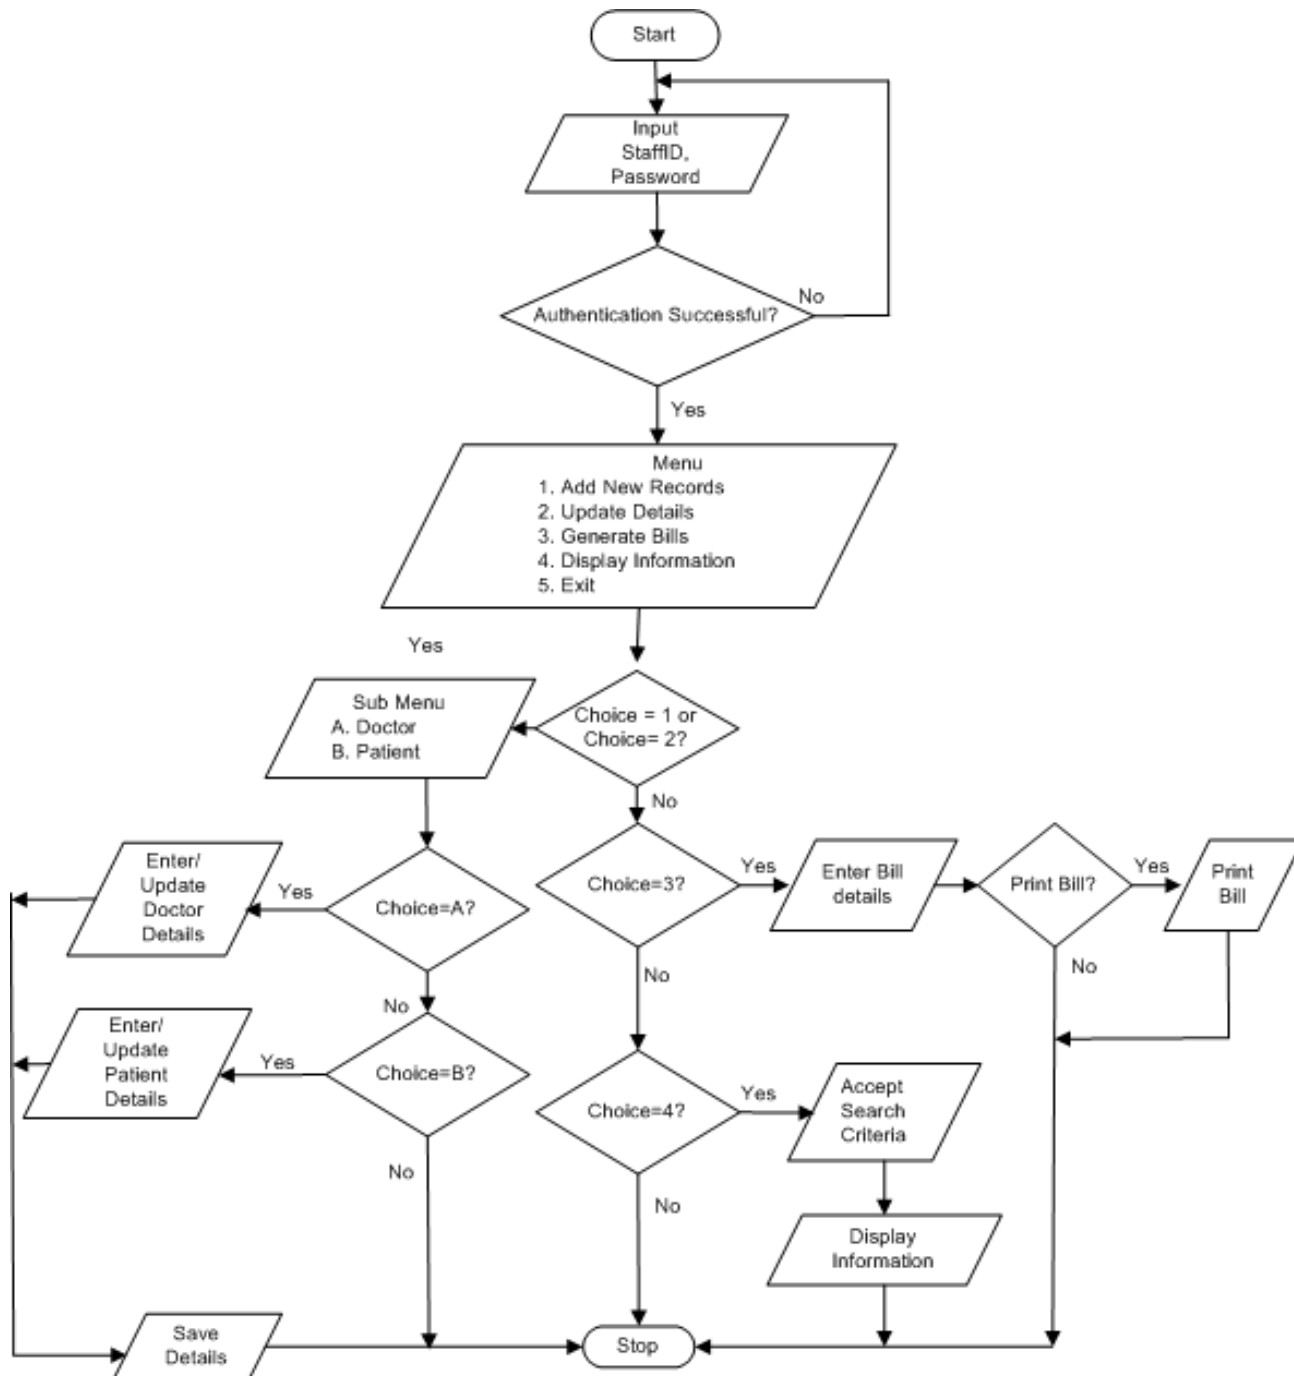 Start
Input
StaffID,
Password
Authentication Successful?
No
Yes
Menu
1. Add New Records
2. Update Details
3. Generate Bills
4. Display Information
5. Exit
Yes
Sub Menu
A. Doctor
B. Patient
Choice = 1 or
Choice= 2?
No
Enter/
Update
Doctor
Details
Yes
Choice=A?
No
Choice=3?
Yes
Enter Bill
details
Print Bill?
Yes
Print
Bill
No
No
Enter/
Update
Patient
Details
Yes
Choice=B?
No
Choice=4?
Yes
Accept
Search
Criteria
No
Display
Information
Save
Details
Stop